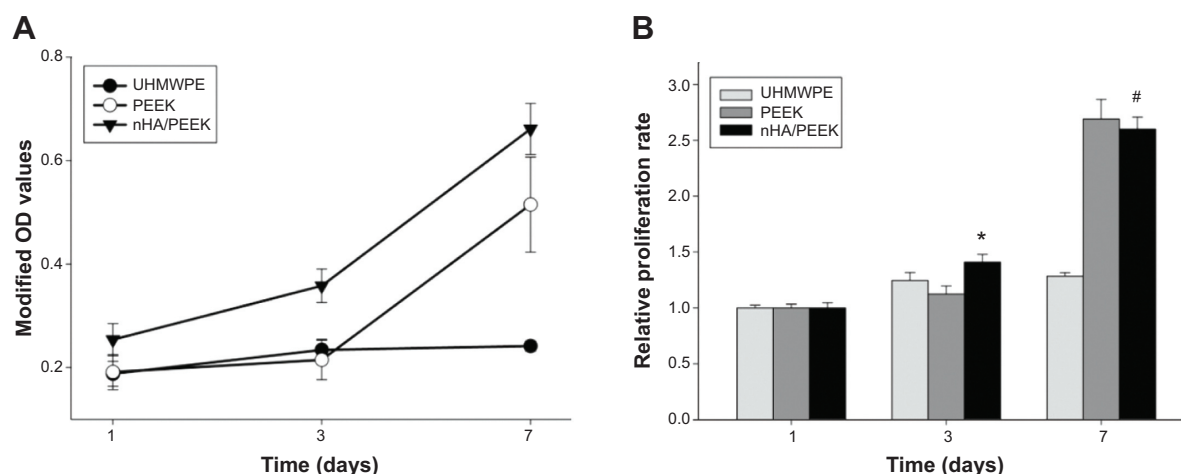 A
Modified OD values
0.8
0.6
0.4
0.2
UHMWPE
PEEK
nHA/PEEK
1
3
7
Time (days)
B
Relative proliferation rate
3.0
2.5
2.0
1.5
1.0
0.5
0.0
UHMWPE
PEEK
nHA/PEEK
*
#
1
3
7
Time (days)